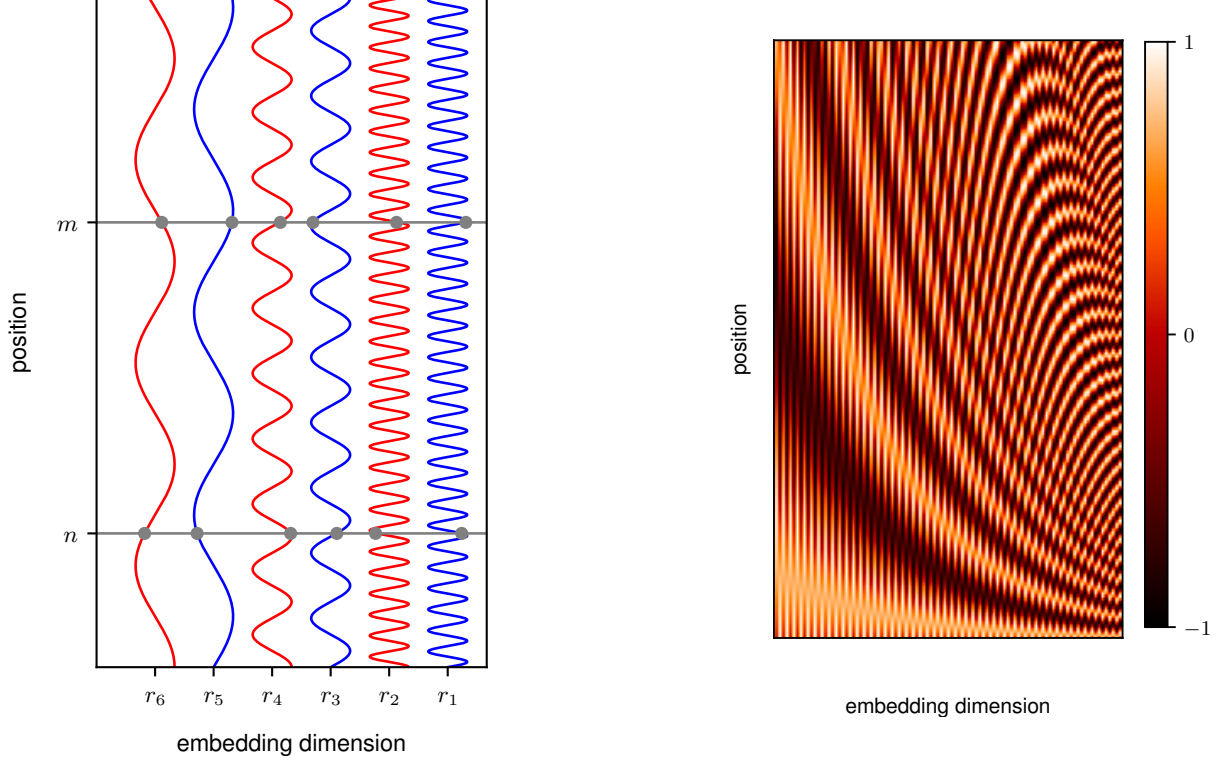 m
n
position
r6 r5 r4 r3 r2 r1
embedding dimension
1
0
−1
position
embedding dimension